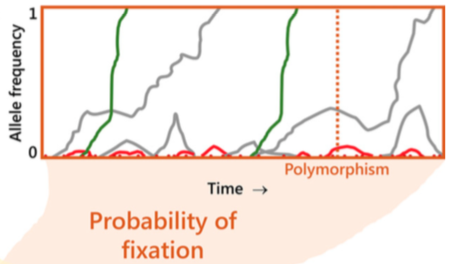 1
Allele frequency
0
Polymorphism
Time →
Probability of
fixation